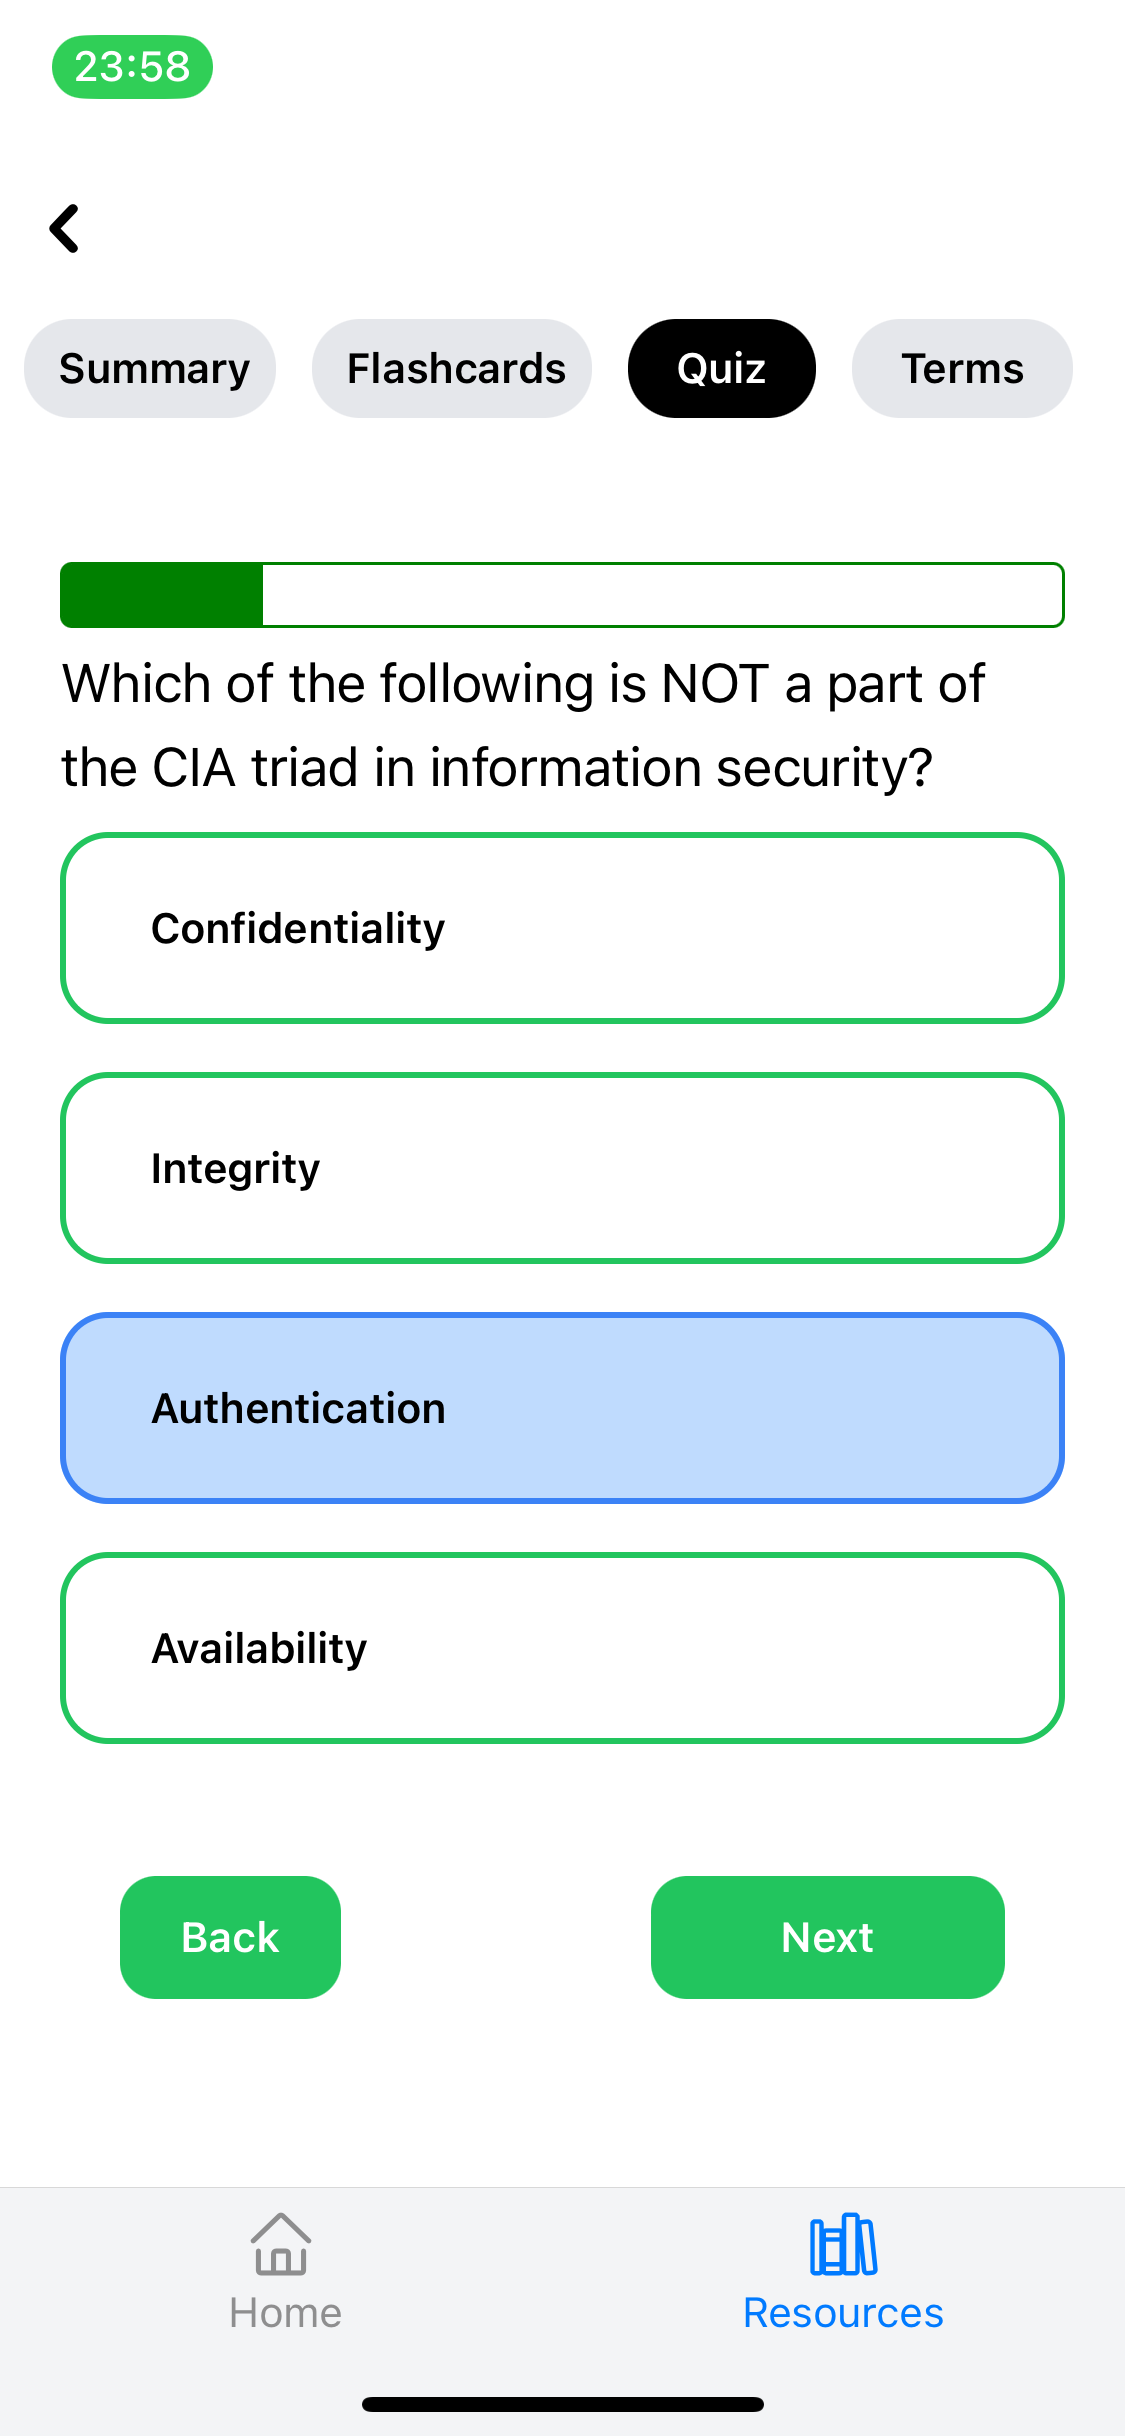 23:58
Summary
Flashcards
Quiz
Terms
Which of the following is NOT a part of
the CIA triad in information security?
Confidentiality
Integrity
Authentication
Availability
Back
Next
Home
Resources